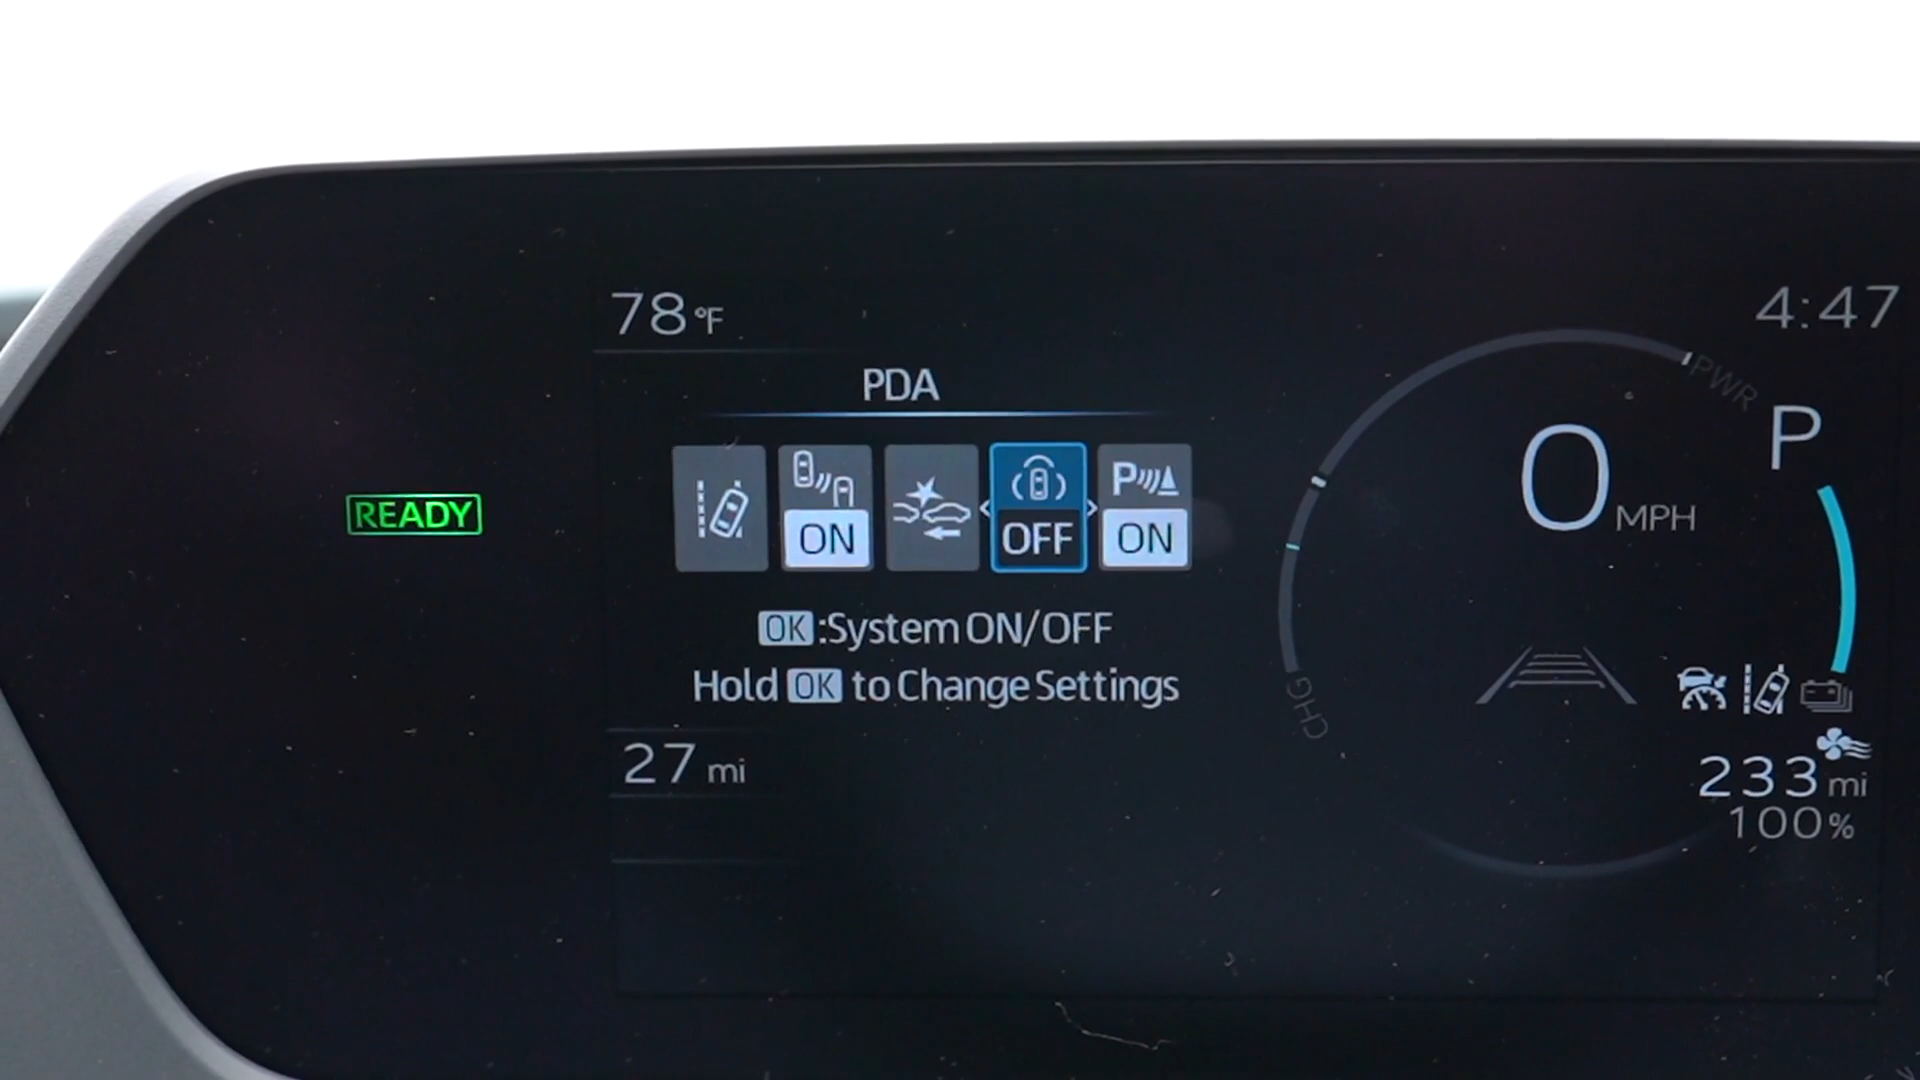 78°F
4:47
PDA
PWR
P
0 MPH
READY
P
ON
OFF
ON
OK:System ON/OFF
Hold OK to Change Settings
CHG
27 mi
233 mi
100%